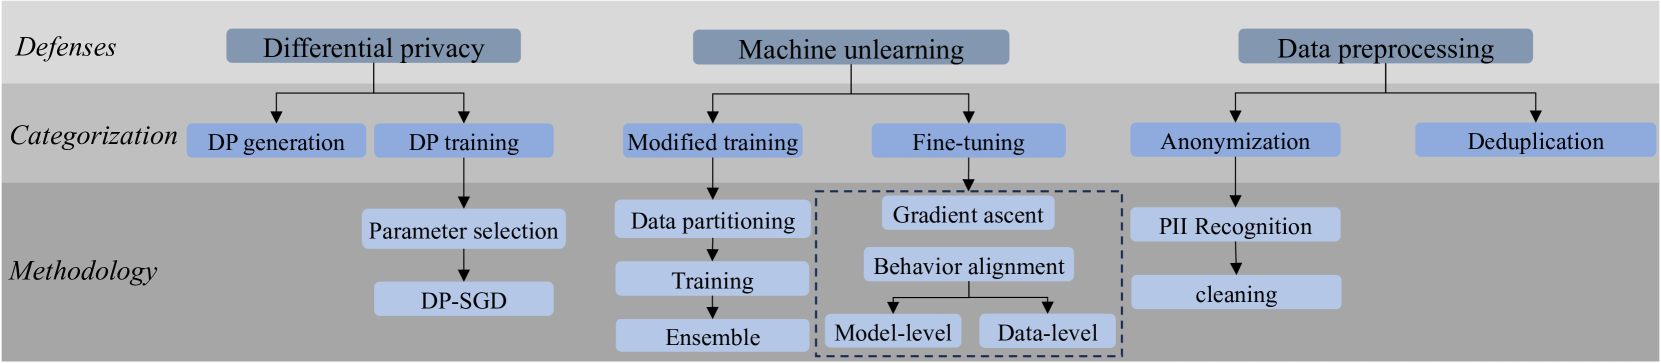 Defenses
Differential privacy
Machine unlearning
Data preprocessing
Categorization
DP generation
DP training
Modified training
Fine-tuning
Anonymization
Deduplication
Methodology
Parameter selection
DP-SGD
Data partitioning
Training
Ensemble
Gradient ascent
Behavior alignment
Model-level
Data-level
PII Recognition
cleaning